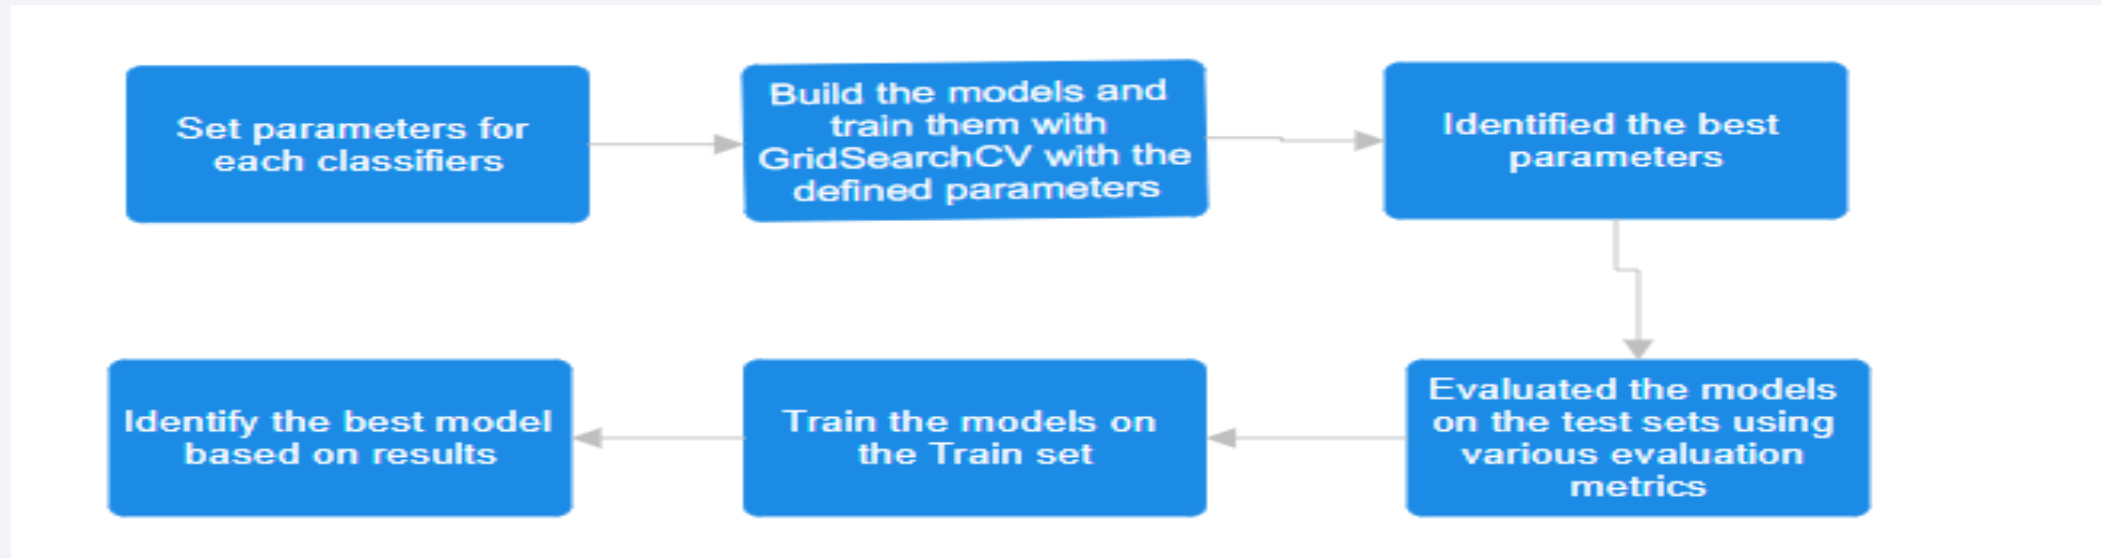 Set parameters for
each classifiers
Build the models and
train them with
GridSearchCV with the
defined parameters
Identified the best
parameters
Evaluated the models
on the test sets using
various evaluation
metrics
Train the models on
the Train set
Identify the best model
based on results